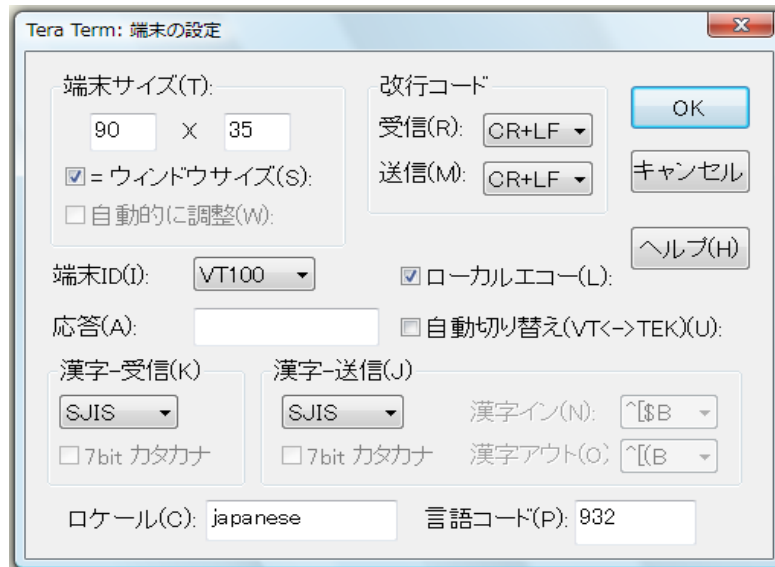 Tera Term: 端末の設定
端末サイズ(T):
90 X 35
= ウィンドウサイズ(S):
自動的に調整(W):
改行コード
受信(R): CR+LF
送信(M): CR+LF
OK
キャンセル
ヘルプ(H)
端末ID(I): VT100
ローカルエコー(L):
応答(A):
自動切り替え(VT<->TEK)(U):
漢字-受信(K)
SJIS
7bit カタカナ
漢字-送信(J)
SJIS
7bit カタカナ
漢字イン(N): ^[$B
漢字アウト(O) ^[(B
ロケール(C): japanese
言語コード(P): 932